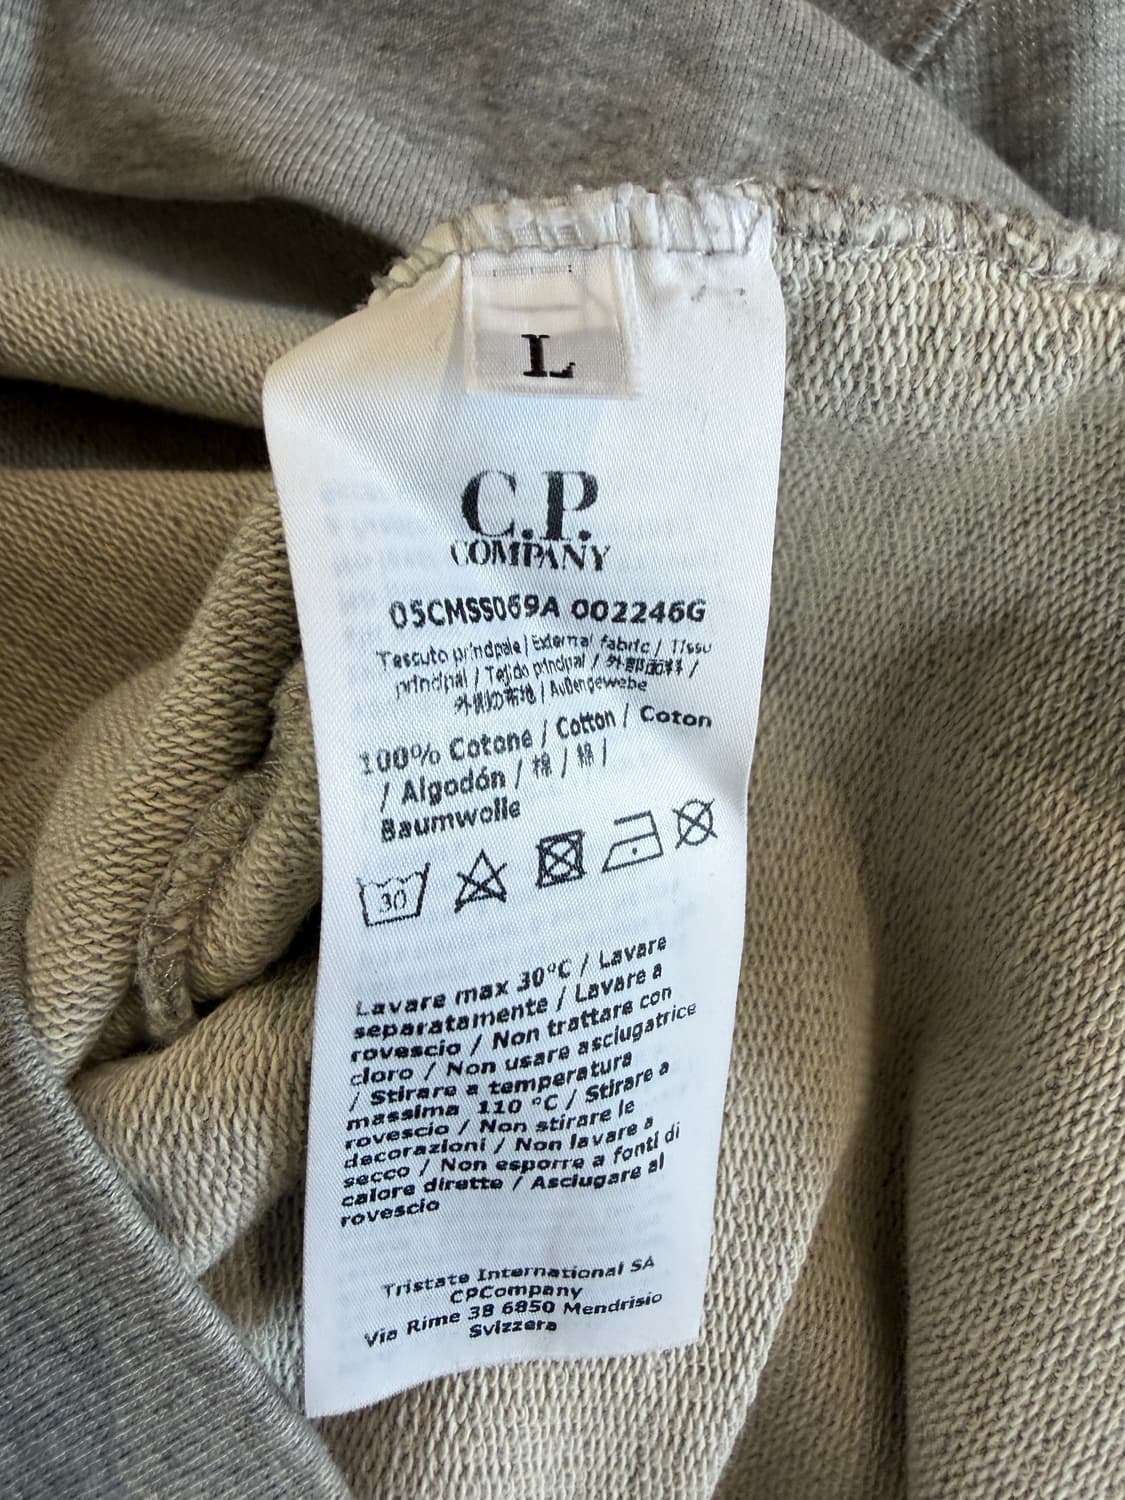 L
C.P.
COMPANY
05CMSS069A 002246G
Tessuto principale / External fabric / Tissu
principal / Tejido principal / 外部面料 /
外側の布地 / Außengewebe
100% Cotone / Cotton / Coton
/ Algodón / 棉 / 綿 /
Baumwolle
30
Lavare max 30°C / Lavare
separatamente / Lavare a
rovescio / Non trattare con
cloro / Non usare asciugatrice
/ Stirare a temperatura
massima 110 °C / Stirare a
rovescio / Non stirare le
decorazioni / Non lavare a
secco / Non esporre a fonti di
calore dirette / Asciugare al
rovescio
Tristate International SA
CPCompany
Via Rime 38 6850 Mendrisio
Svizzera